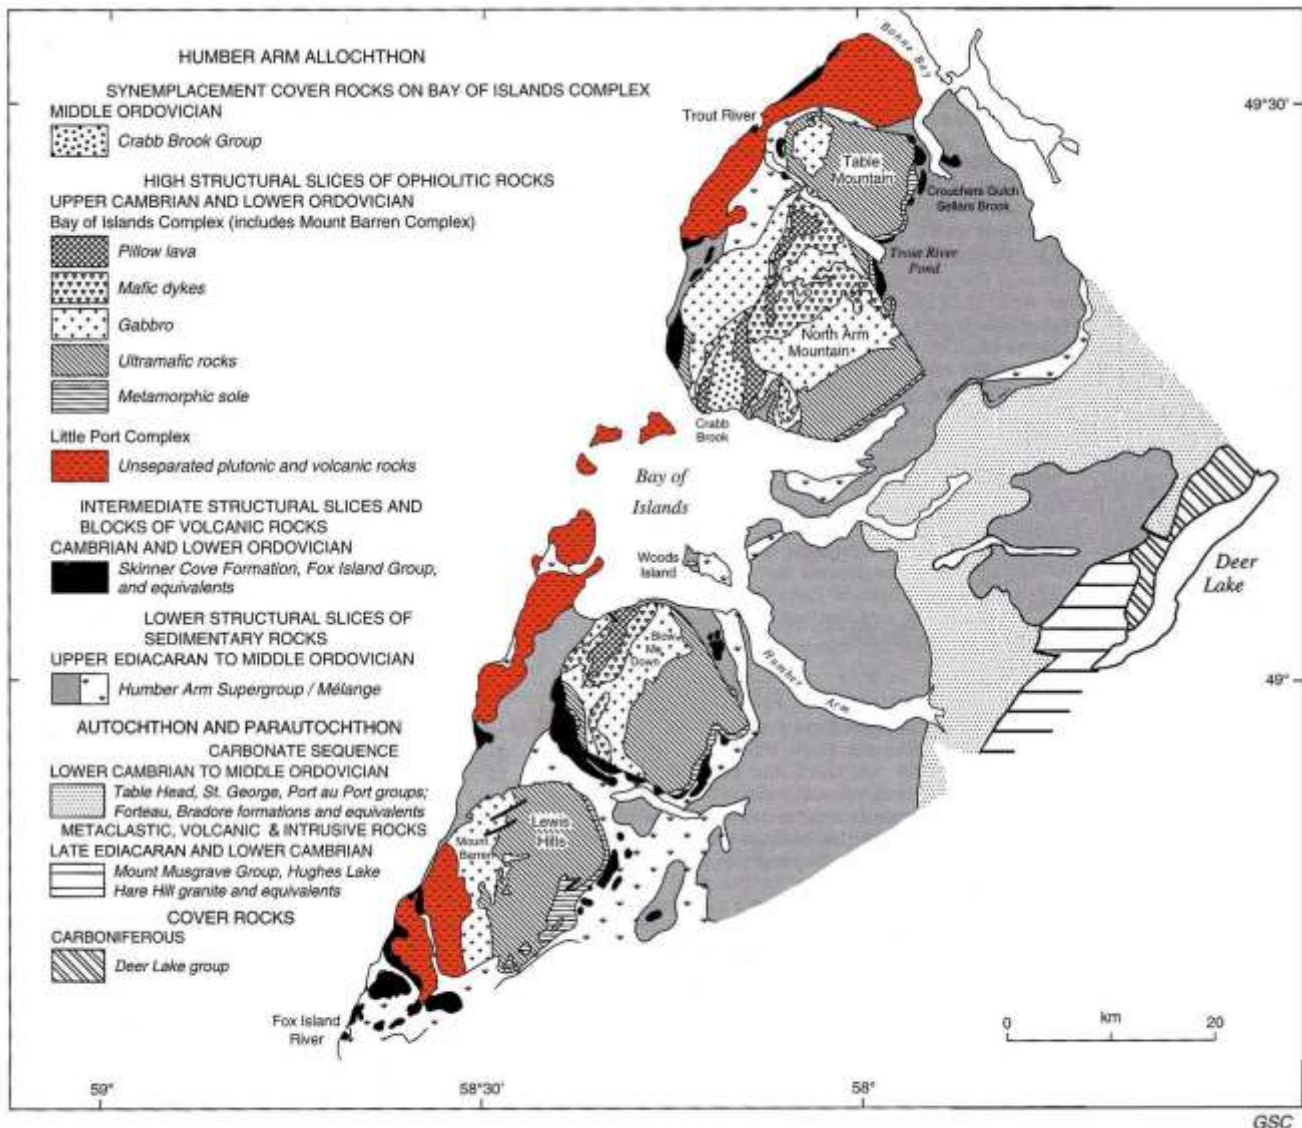 HUMBER ARM ALLOCHTHON
SYNEMPLACEMENT COVER ROCKS ON BAY OF ISLANDS COMPLEX
MIDDLE ORDOVICIAN
Crabb Brook Group
HIGH STRUCTURAL SLICES OF OPHIOLITIC ROCKS
UPPER CAMBRIAN AND LOWER ORDOVICIAN
Bay of Islands Complex (includes Mount Barren Complex)
Pillow lava
Mafic dykes
Gabbro
Ultramafic rocks
Metamorphic sole
Little Port Complex
Unseparated plutonic and volcanic rocks
INTERMEDIATE STRUCTURAL SLICES AND
BLOCKS OF VOLCANIC ROCKS
CAMBRIAN AND LOWER ORDOVICIAN
Skinner Cove Formation, Fox Island Group,
and equivalents
LOWER STRUCTURAL SLICES OF
SEDIMENTARY ROCKS
UPPER EDIACARAN TO MIDDLE ORDOVICIAN
Humber Arm Supergroup / Mélange
AUTOCHTHON AND PARAUTOCHTHON
CARBONATE SEQUENCE
LOWER CAMBRIAN TO MIDDLE ORDOVICIAN
Table Head, St. George, Port au Port groups;
Forteau, Bradore formations and equivalents
METACLASTIC, VOLCANIC & INTRUSIVE ROCKS
LATE EDIACARAN AND LOWER CAMBRIAN
Mount Musgrave Group, Hughes Lake
Hare Hill granite and equivalents
COVER ROCKS
CARBONIFEROUS
Deer Lake group
Bonne Bay
49°30'
Trout River
Table
Mountain
Crouchers Gulch
Sellars Brook
Trout River
Pond
North Arm
Mountain
Crabb
Brook
Bay of
Islands
Woods
Island
Deer
Lake
Blow
Me
Down
Humber Arm
49°
Lewis
Hills
Mount
Barren
Fox Island
River
0 km 20
59°
58°30'
58°
GSC